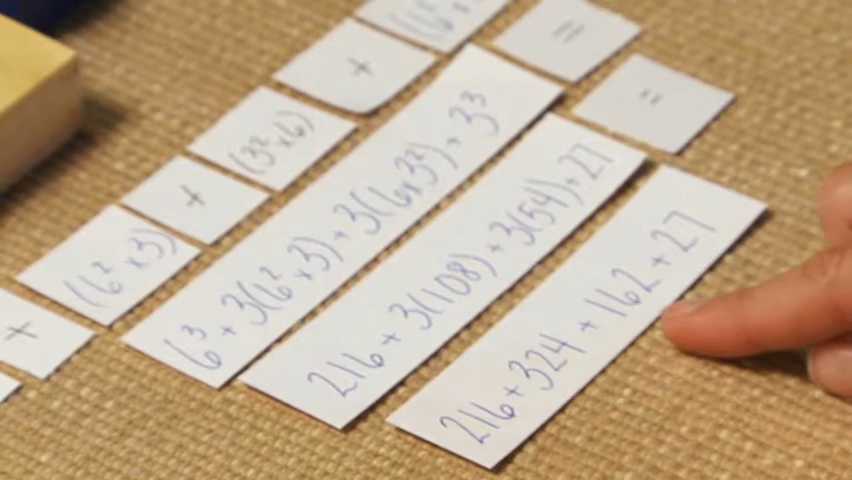 + (6² × 3) + (3² × 6) + (6² ×
=
6³ + 3(6² × 3) + 3(6 × 3²) + 3³
=
216 + 3(108) + 3(54) + 27
216 + 324 + 162 + 27